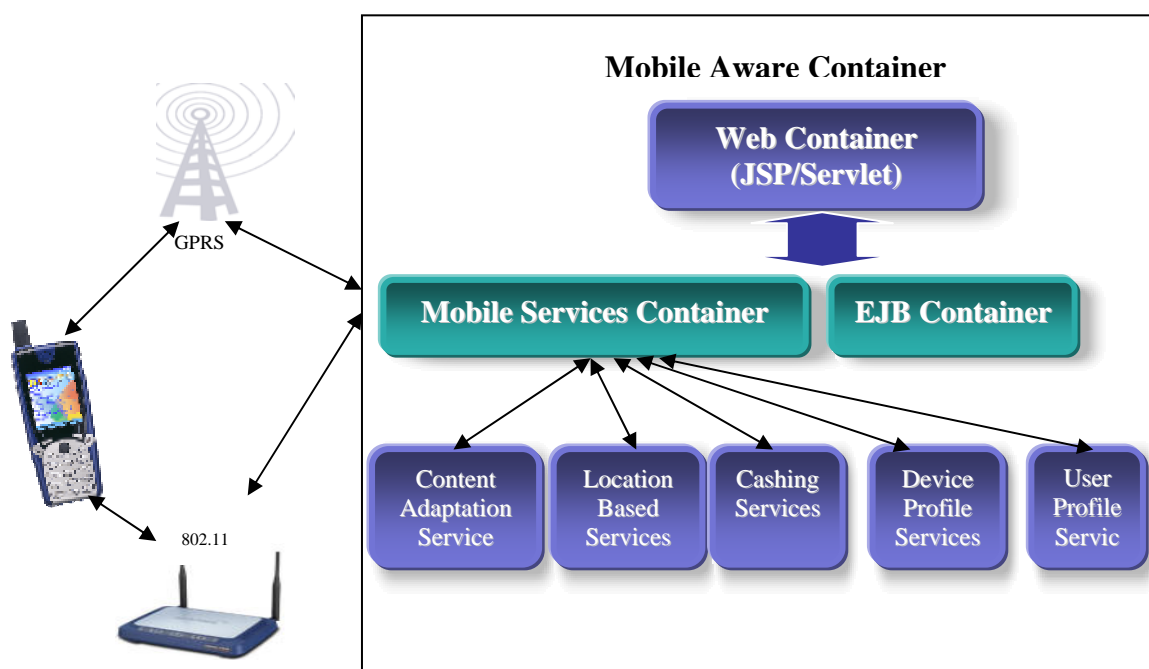 Mobile Aware Container
Web Container
(JSP/Servlet)
GPRS
Mobile Services Container
EJB Container
Content
Adaptation
Service
Location
Based
Services
Cashing
Services
Device
Profile
Services
User
Profile
Servic
802.11